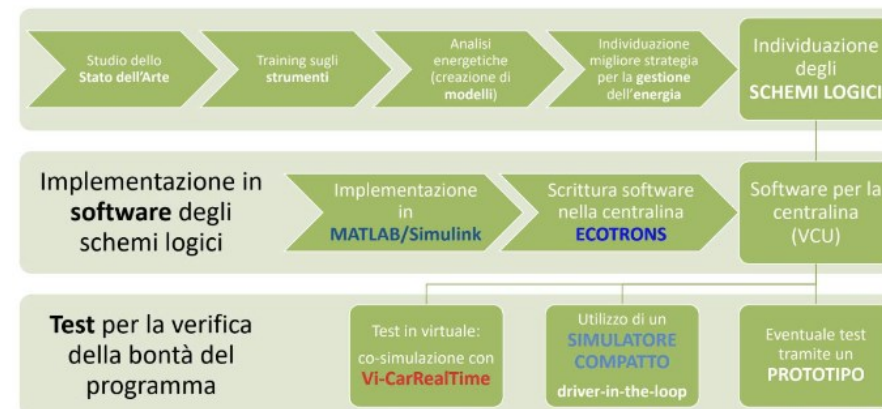 Studio dello
Stato dell'Arte
Training sugli
strumenti
Analisi
energetiche
(creazione di
modelli)
Individuazione
migliore strategia
per la gestione
dell'energia
Individuazione
degli
SCHEMI LOGICI
Implementazione in
software degli
schemi logici
Implementazione
in
MATLAB/Simulink
Scrittura software
nella centralina
ECOTRONS
Software per la
centralina
(VCU)
Test per la verifica
della bontà del
programma
Test in virtuale:
co-simulazione con
Vi-CarRealTime
Utilizzo di un
SIMULATORE
COMPATTO
driver-in-the-loop
Eventuale test
tramite un
PROTOTIPO